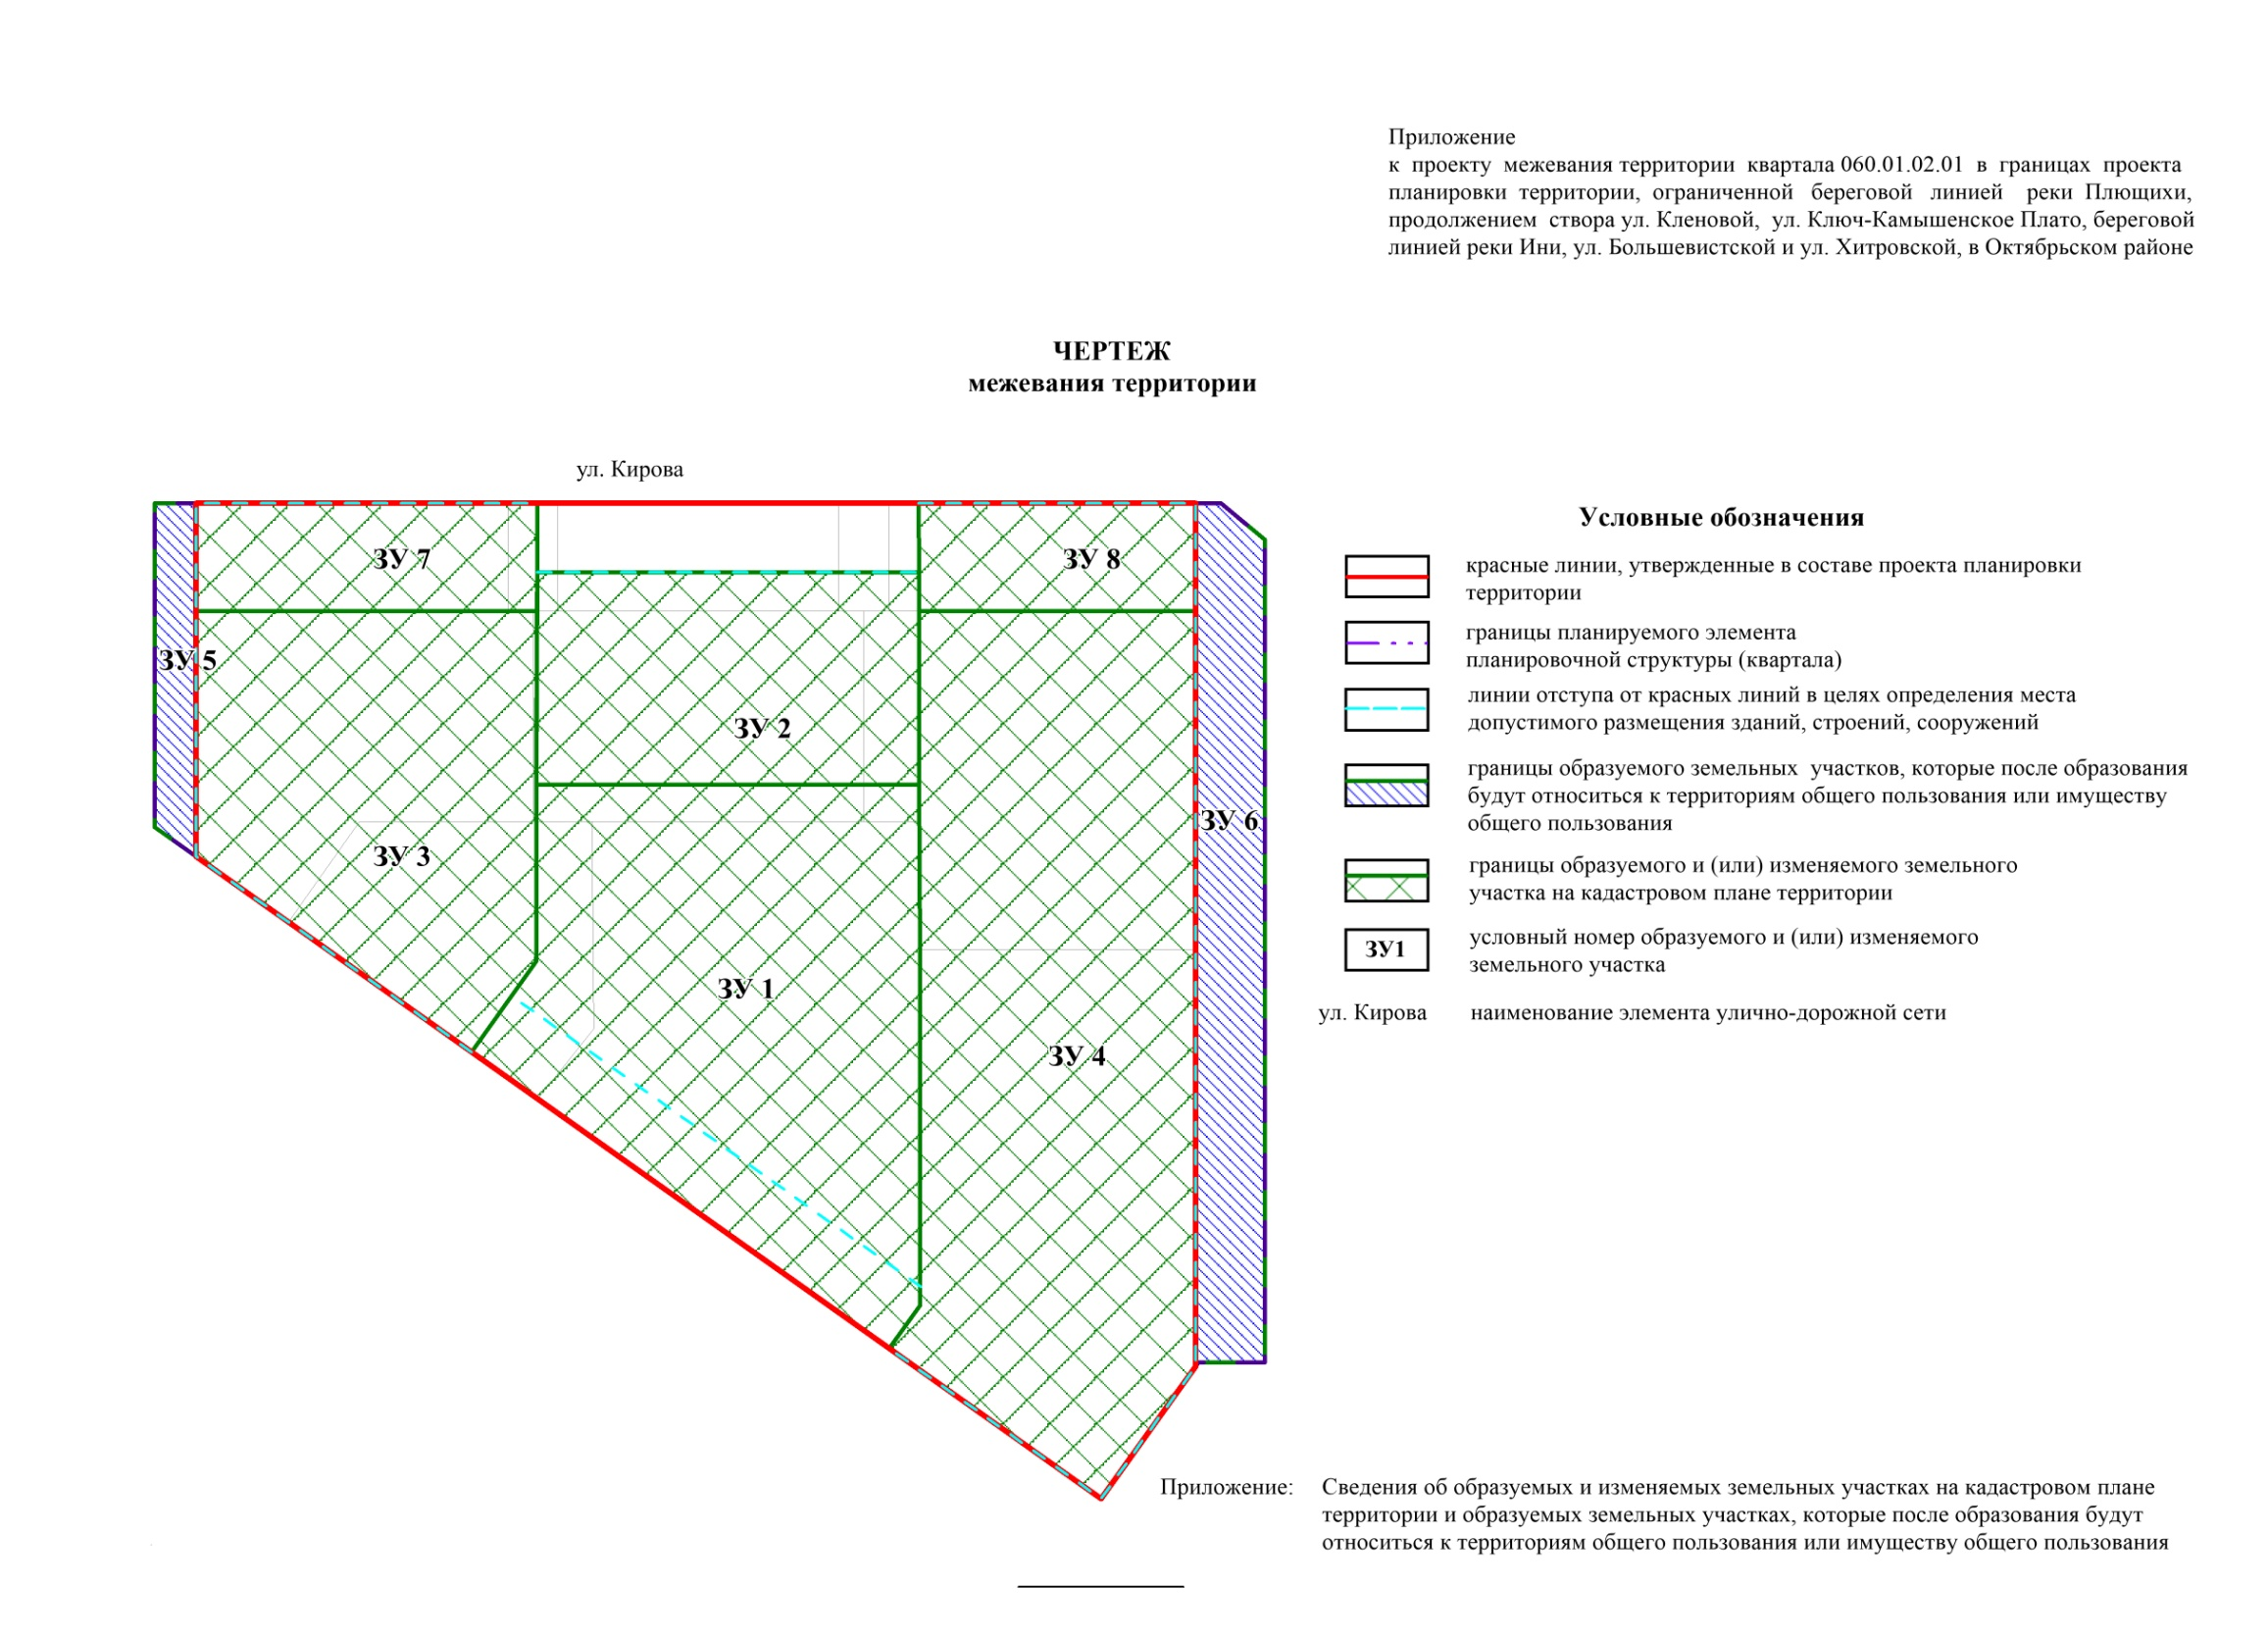 Приложение
к проекту межевания территории квартала 060.01.02.01 в границах проекта
планировки территории, ограниченной береговой линией реки Плющихи,
продолжением створа ул. Кленовой, ул. Ключ-Камышенское Плато, береговой
линией реки Ини, ул. Большевистской и ул. Хитровской, в Октябрьском районе
ЧЕРТЕЖ
межевания территории
ул. Кирова
ЗУ 7
ЗУ 8
ЗУ 5
ЗУ 2
ЗУ 6
ЗУ 3
ЗУ 1
ЗУ 4
Условные обозначения
красные линии, утвержденные в составе проекта планировки
территории
границы планируемого элемента
планировочной структуры (квартала)
линии отступа от красных линий в целях определения места
допустимого размещения зданий, строений, сооружений
границы образуемого земельных участков, которые после образования
будут относиться к территориям общего пользования или имуществу
общего пользования
границы образуемого и (или) изменяемого земельного
участка на кадастровом плане территории
ЗУ1
условный номер образуемого и (или) изменяемого
земельного участка
ул. Кирова наименование элемента улично-дорожной сети
Приложение: Сведения об образуемых и изменяемых земельных участках на кадастровом плане
территории и образуемых земельных участках, которые после образования будут
относиться к территориям общего пользования или имуществу общего пользования